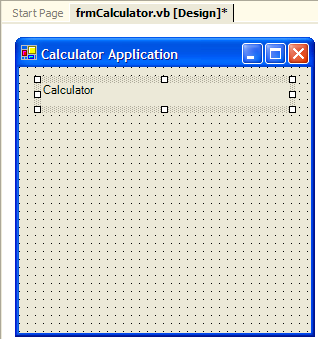 Start Page frmCalculator.vb [Design]*
Calculator Application
Calculator